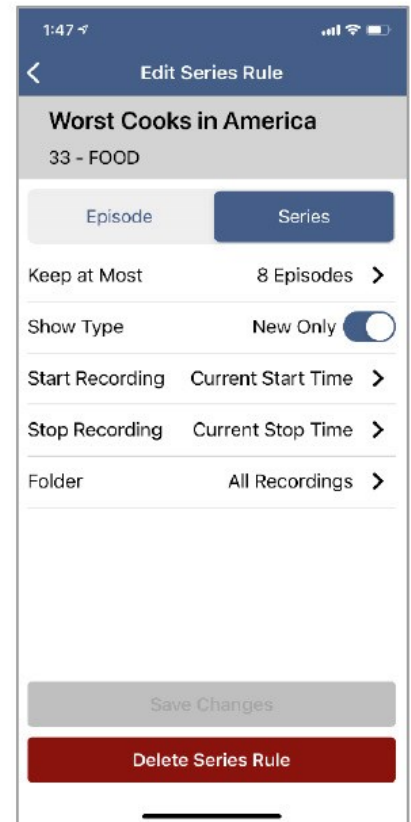 1:47
Edit Series Rule
Worst Cooks in America
33 - FOOD
Episode Series
Keep at Most 8 Episodes
Show Type New Only
Start Recording Current Start Time
Stop Recording Current Stop Time
Folder All Recordings
Save Changes
Delete Series Rule